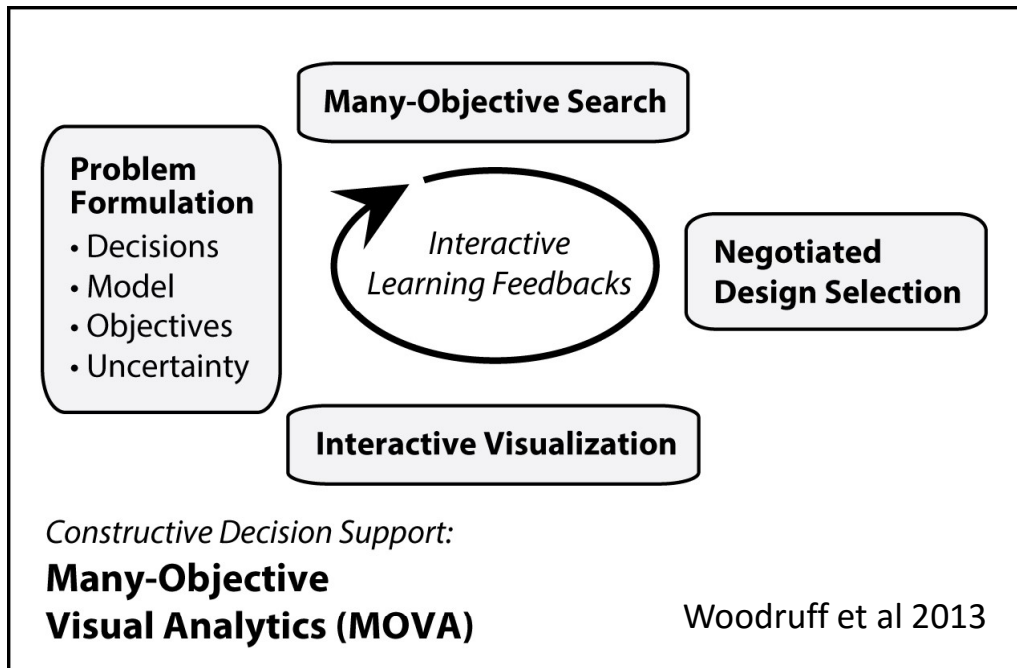 Many-Objective Search
Problem
Formulation
• Decisions
• Model
• Objectives
• Uncertainty
Interactive
Learning Feedbacks
Negotiated
Design Selection
Interactive Visualization
Constructive Decision Support:
Many-Objective
Visual Analytics (MOVA)
Woodruff et al 2013